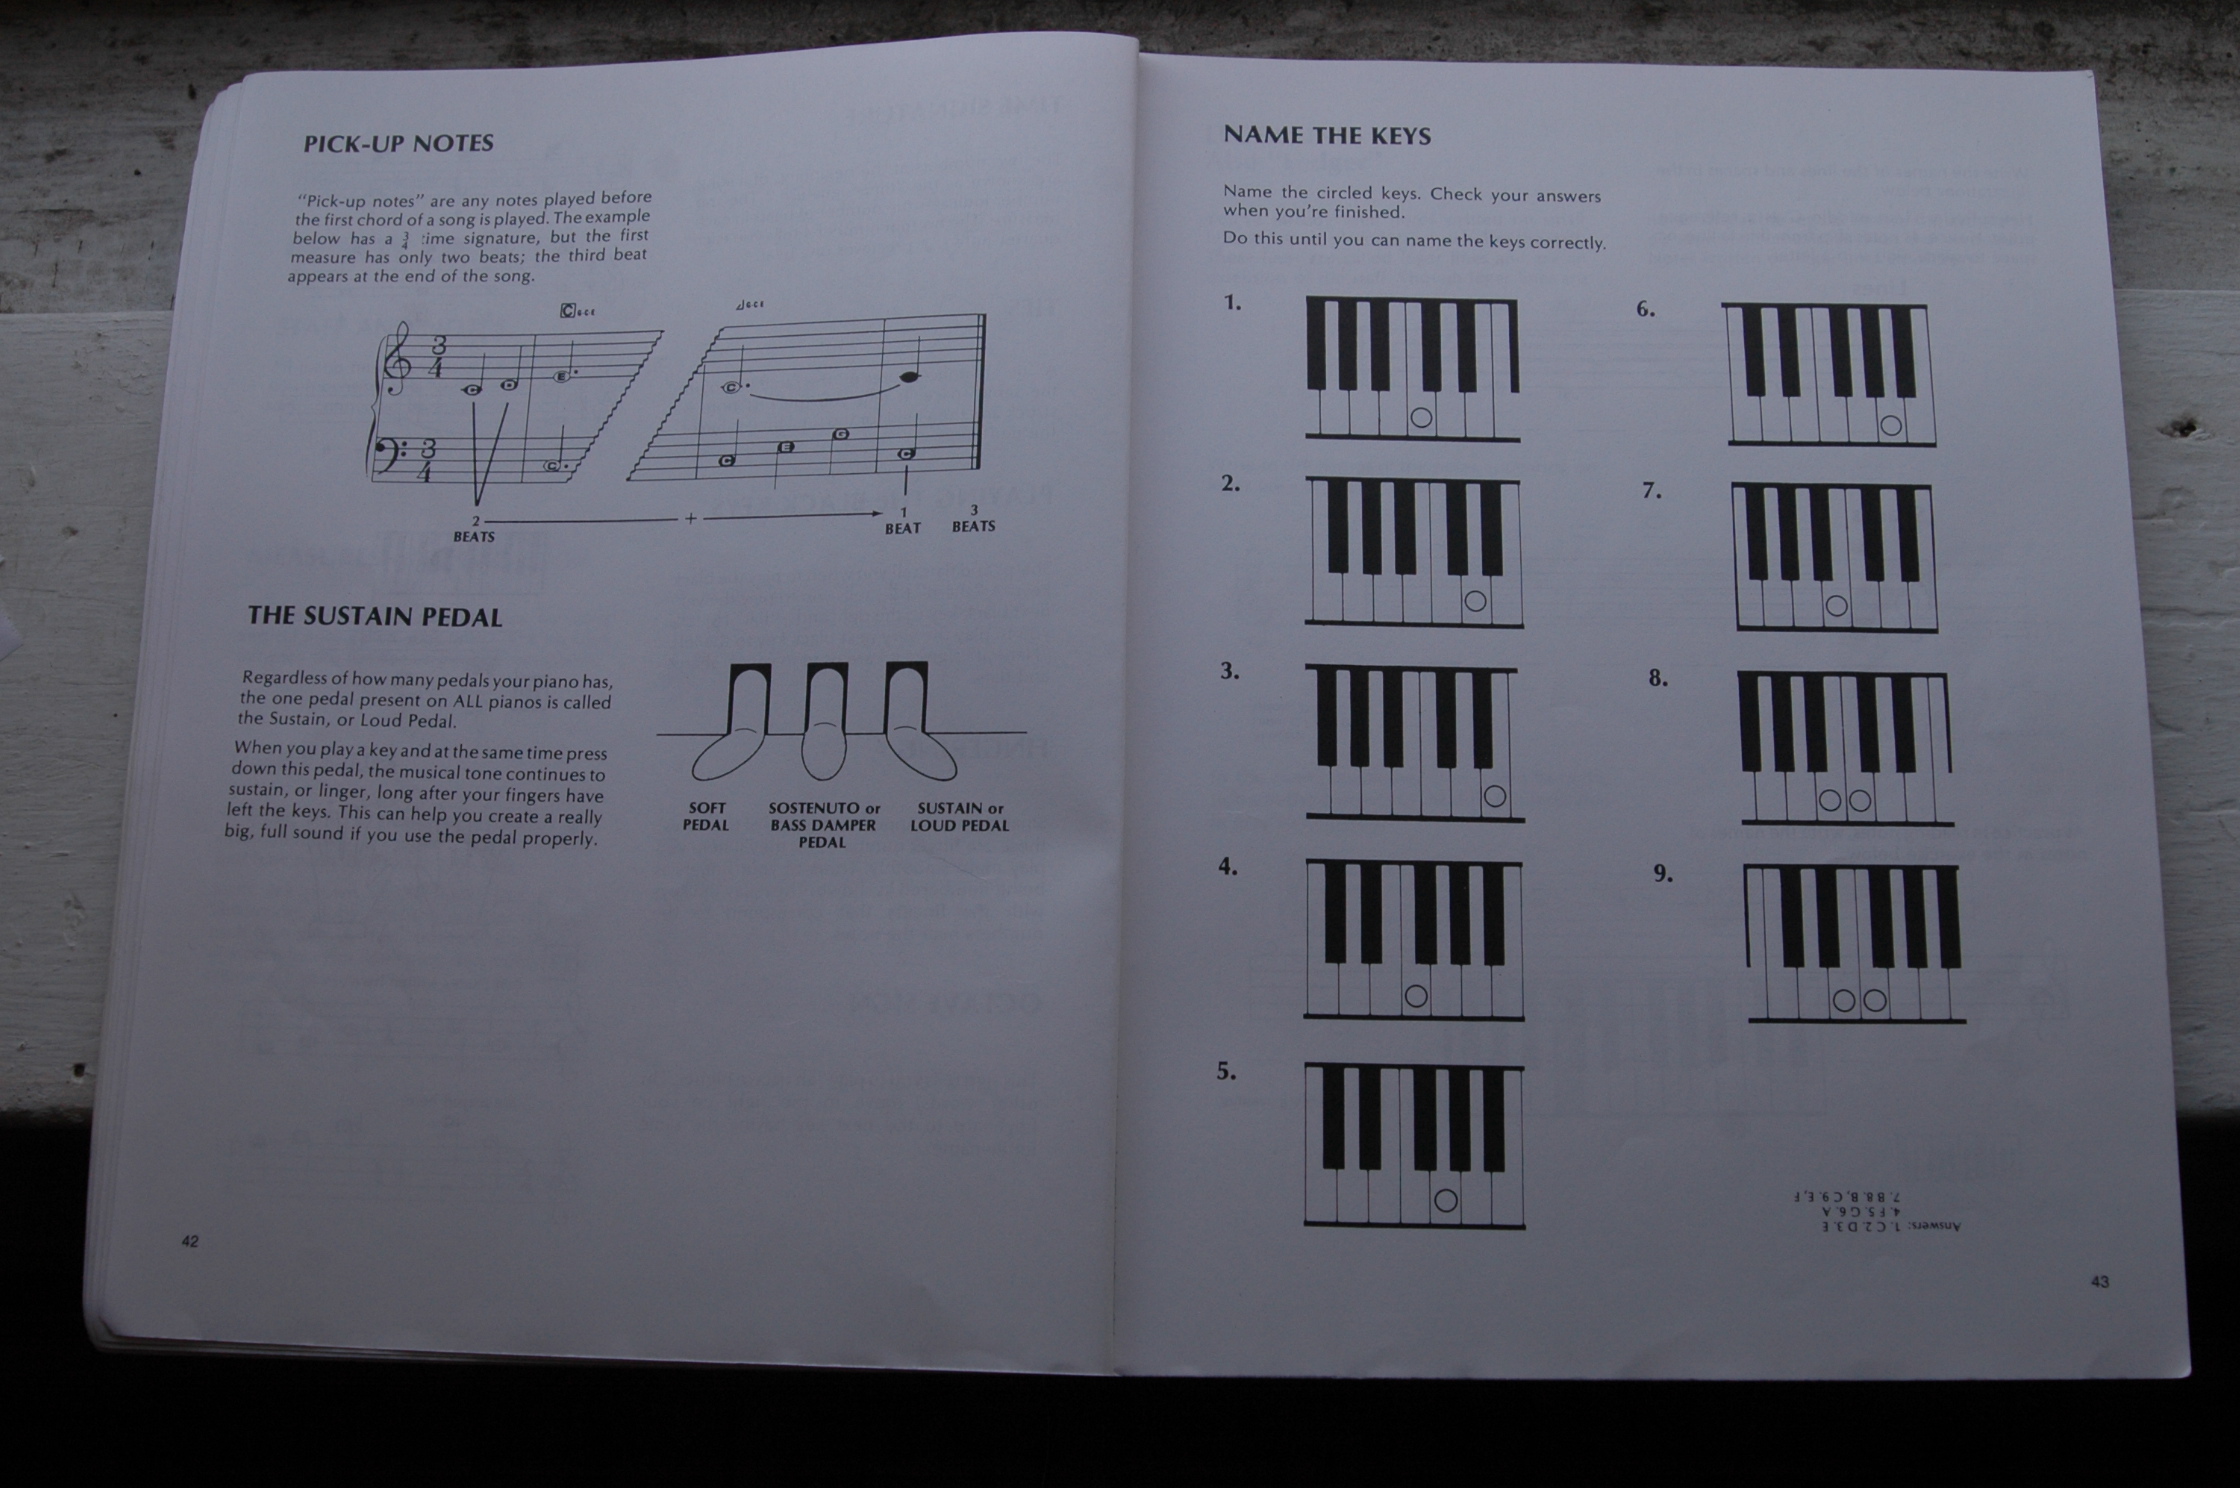 PICK-UP NOTES
"Pick-up notes" are any notes played before
the first chord of a song is played. The example
below has a 3/4 :ime signature, but the first
measure has only two beats; the third beat
appears at the end of the song.
C
3
4
C D E
C
3
4
C
C E G C
2
BEATS
+
1
BEAT
3
BEATS
THE SUSTAIN PEDAL
Regardless of how many pedals your piano has,
the one pedal present on ALL pianos is called
the Sustain, or Loud Pedal.
When you play a key and at the same time press
down this pedal, the musical tone continues to
sustain, or linger, long after your fingers have
left the keys. This can help you create a really
big, full sound if you use the pedal properly.
SOFT
PEDAL
SOSTENUTO or
BASS DAMPER
PEDAL
SUSTAIN or
LOUD PEDAL
42
NAME THE KEYS
Name the circled keys. Check your answers
when you're finished.
Do this until you can name the keys correctly.
1.
2.
3.
4.
5.
6.
7.
8.
9.
Answers: 1. C 2. D 3. E
4. F 5. G 6. A
7. B 8. B, C 9. E, F
43